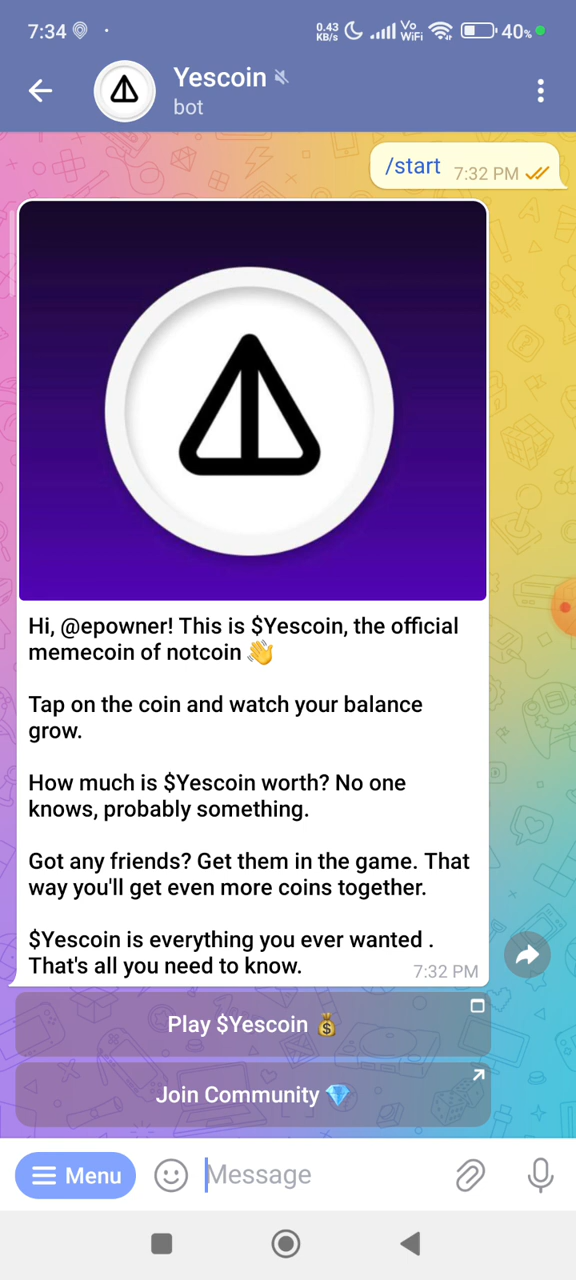 7:34
0.43 KB/s
Vo WiFi
40%
Yescoin
bot
/start 7:32 PM
Hi, @epowner! This is $Yescoin, the official
memecoin of notcoin 👋
Tap on the coin and watch your balance
grow.
How much is $Yescoin worth? No one
knows, probably something.
Got any friends? Get them in the game. That
way you'll get even more coins together.
$Yescoin is everything you ever wanted .
That's all you need to know.
7:32 PM
Play $Yescoin 💰
Join Community 💎
Menu
Message